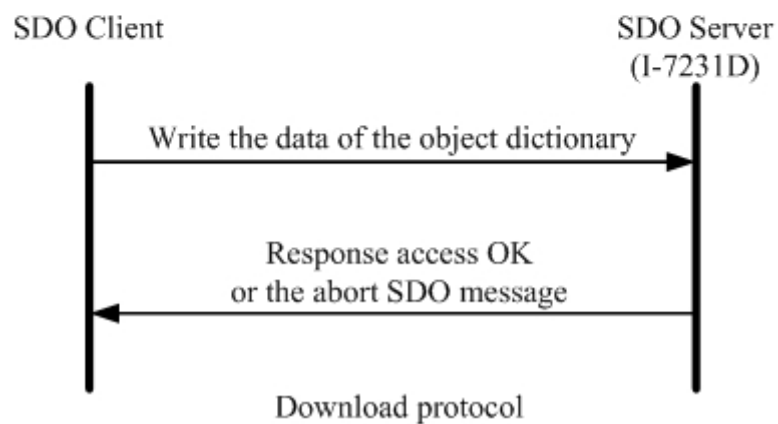 SDO Client
SDO Server
(I-7231D)
Write the data of the object dictionary
Response access OK
or the abort SDO message
Download protocol